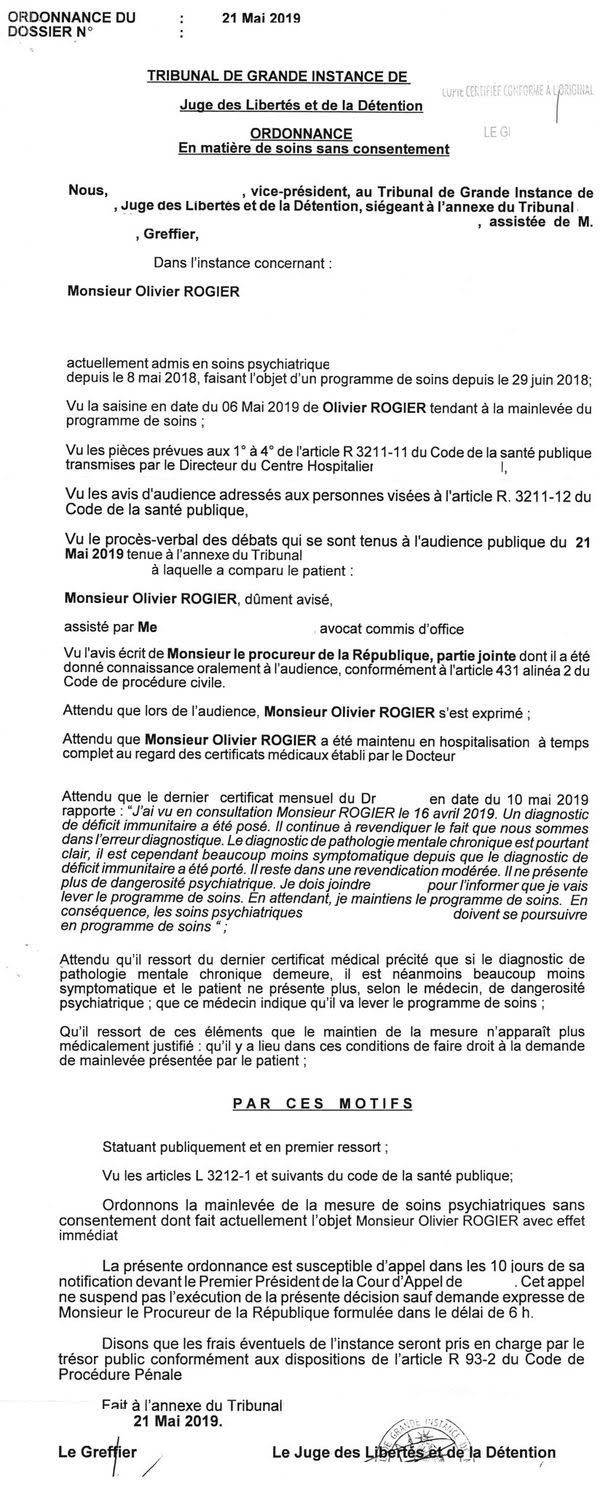 ORDONNANCE DU : 21 Mai 2019
DOSSIER N° :
TRIBUNAL DE GRANDE INSTANCE DE
COPIE CERTIFIÉE CONFORME A L'ORIGINAL
Juge des Libertés et de la Détention
ORDONNANCE
LE G
En matière de soins sans consentement
Nous, , vice-président, au Tribunal de Grande Instance de
, Juge des Libertés et de la Détention, siégeant à l'annexe du Tribunal
, assistée de M.
, Greffier,
Dans l'instance concernant :
Monsieur Olivier ROGIER
actuellement admis en soins psychiatrique
depuis le 8 mai 2018, faisant l'objet d'un programme de soins depuis le 29 juin 2018;
Vu la saisine en date du 06 Mai 2019 de Olivier ROGIER tendant à la mainlevée du
programme de soins ;
Vu les pièces prévues aux 1° à 4° de l'article R 3211-11 du Code de la santé publique
transmises par le Directeur du Centre Hospitalier ,
Vu les avis d'audience adressés aux personnes visées à l'article R. 3211-12 du
Code de la santé publique,
Vu le procès-verbal des débats qui se sont tenus à l'audience publique du 21
Mai 2019 tenue à l'annexe du Tribunal
à laquelle a comparu le patient :
Monsieur Olivier ROGIER, dûment avisé,
assisté par Me avocat commis d'office
Vu l'avis écrit de Monsieur le procureur de la République, partie jointe dont il a été
donné connaissance oralement à l'audience, conformément à l'article 431 alinéa 2 du
Code de procédure civile.
Attendu que lors de l'audience, Monsieur Olivier ROGIER s'est exprimé ;
Attendu que Monsieur Olivier ROGIER a été maintenu en hospitalisation à temps
complet au regard des certificats médicaux établi par le Docteur
Attendu que le dernier certificat mensuel du Dr en date du 10 mai 2019
rapporte : "J'ai vu en consultation Monsieur ROGIER le 16 avril 2019. Un diagnostic
de déficit immunitaire a été posé. Il continue à revendiquer le fait que nous sommes
dans l'erreur diagnostique. Le diagnostic de pathologie mentale chronique est pourtant
clair, il est cependant beaucoup moins symptomatique depuis que le diagnostic de
déficit immunitaire a été porté. Il reste dans une revendication modérée. Il ne présente
plus de dangerosité psychiatrique. Je dois joindre pour l'informer que je vais
lever le programme de soins. En attendant, je maintiens le programme de soins. En
conséquence, les soins psychiatriques doivent se poursuivre
en programme de soins " ;
Attendu qu'il ressort du dernier certificat médical précité que si le diagnostic de
pathologie mentale chronique demeure, il est néanmoins beaucoup moins
symptomatique et le patient ne présente plus, selon le médecin, de dangerosité
psychiatrique ; que ce médecin indique qu'il va lever le programme de soins ;
Qu'il ressort de ces éléments que le maintien de la mesure n'apparaît plus
médicalement justifié : qu'il y a lieu dans ces conditions de faire droit à la demande
de mainlevée présentée par le patient ;
PAR CES MOTIFS
Statuant publiquement et en premier ressort ;
Vu les articles L 3212-1 et suivants du code de la santé publique;
Ordonnons la mainlevée de la mesure de soins psychiatriques sans
consentement dont fait actuellement l'objet Monsieur Olivier ROGIER avec effet
immédiat
La présente ordonnance est susceptible d'appel dans les 10 jours de sa
notification devant le Premier Président de la Cour d'Appel de . Cet appel
ne suspend pas l'exécution de la présente décision sauf demande expresse de
Monsieur le Procureur de la République formulée dans le délai de 6 h.
Disons que les frais éventuels de l'instance seront pris en charge par le
trésor public conformément aux dispositions de l'article R 93-2 du Code de
Procédure Pénale
Fait à l'annexe du Tribunal
21 Mai 2019.
GRANDE INSTANCE
Le Greffier Le Juge des Libertés et de la Détention